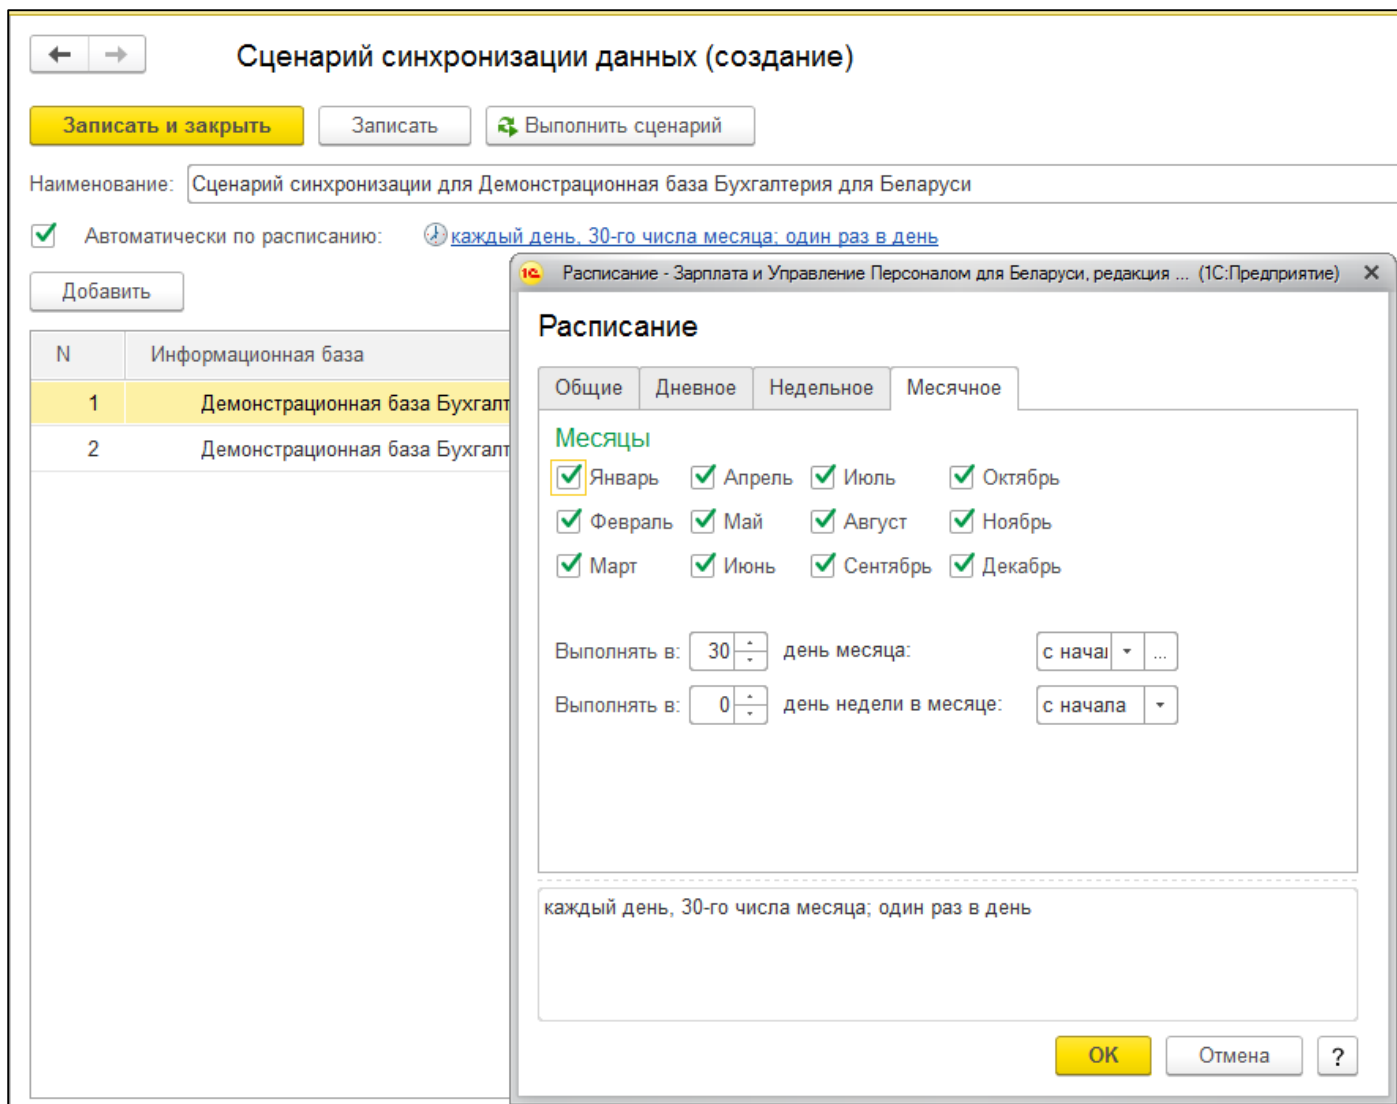 Сценарий синхронизации данных (создание)
Записать и закрыть Записать Выполнить сценарий
Наименование: Сценарий синхронизации для Демонстрационная база Бухгалтерия для Беларуси
Автоматически по расписанию: каждый день, 30-го числа месяца; один раз в день
Добавить
N Информационная база
1 Демонстрационная база Бухгалт
2 Демонстрационная база Бухгалт
1С Расписание - Зарплата и Управление Персоналом для Беларуси, редакция ... (1С:Предприятие)
Расписание
Общие Дневное Недельное Месячное
Месяцы
Январь Апрель Июль Октябрь
Февраль Май Август Ноябрь
Март Июнь Сентябрь Декабрь
Выполнять в: 30 день месяца: с начал ...
Выполнять в: 0 день недели в месяце: с начала
каждый день, 30-го числа месяца; один раз в день
OK Отмена ?